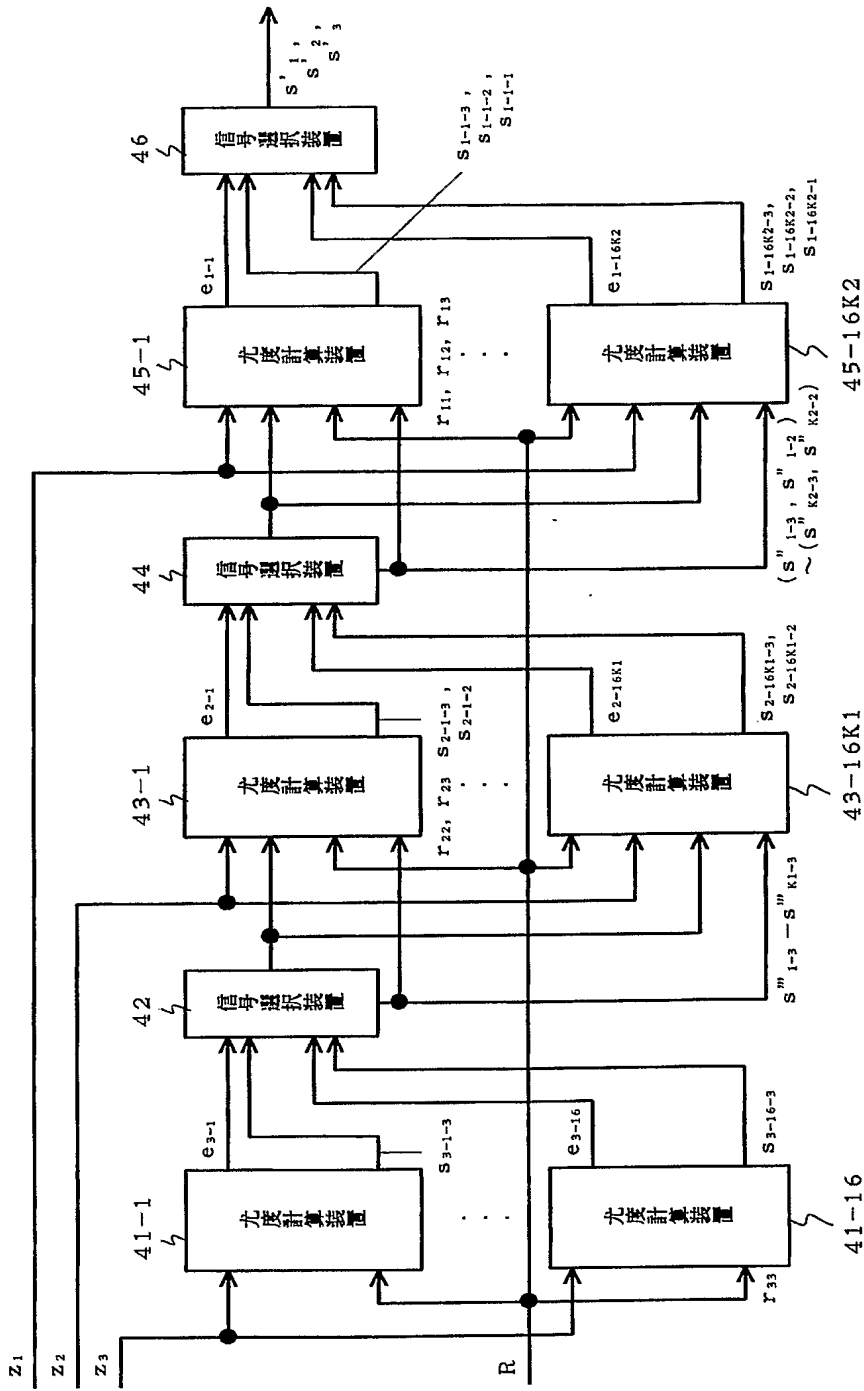 z₁
z₂
z₃
R
41-1
尤度計算装置
e₃₋₁
s₃₋₁₋₃
. . .
41-16
尤度計算装置
r₃₃
e₃₋₁₆
s₃₋₁₆₋₃
42
信号選択装置
s"'₁₋₃－s"'K1-3
43-1
尤度計算装置
r₂₂, r₂₃
e₂₋₁
s₂₋₁₋₃,
s₂₋₁₋₂
. . .
43-16K1
尤度計算装置
e₂₋₁₆K1
s₂₋₁₆K1-3,
s₂₋₁₆K1-2
44
信号選択装置
(s"₁₋₃, s"₁₋₂)
～(s"K2-3, s"K2-2)
45-1
尤度計算装置
r₁₁, r₁₂, r₁₃
e₁₋₁
s₁₋₁₋₃,
s₁₋₁₋₂,
s₁₋₁₋₁
. . .
45-16K2
尤度計算装置
e₁₋₁₆K2
s₁₋₁₆K2-3,
s₁₋₁₆K2-2,
s₁₋₁₆K2-1
46
信号選択装置
s'₁,
s'₂,
s'₃